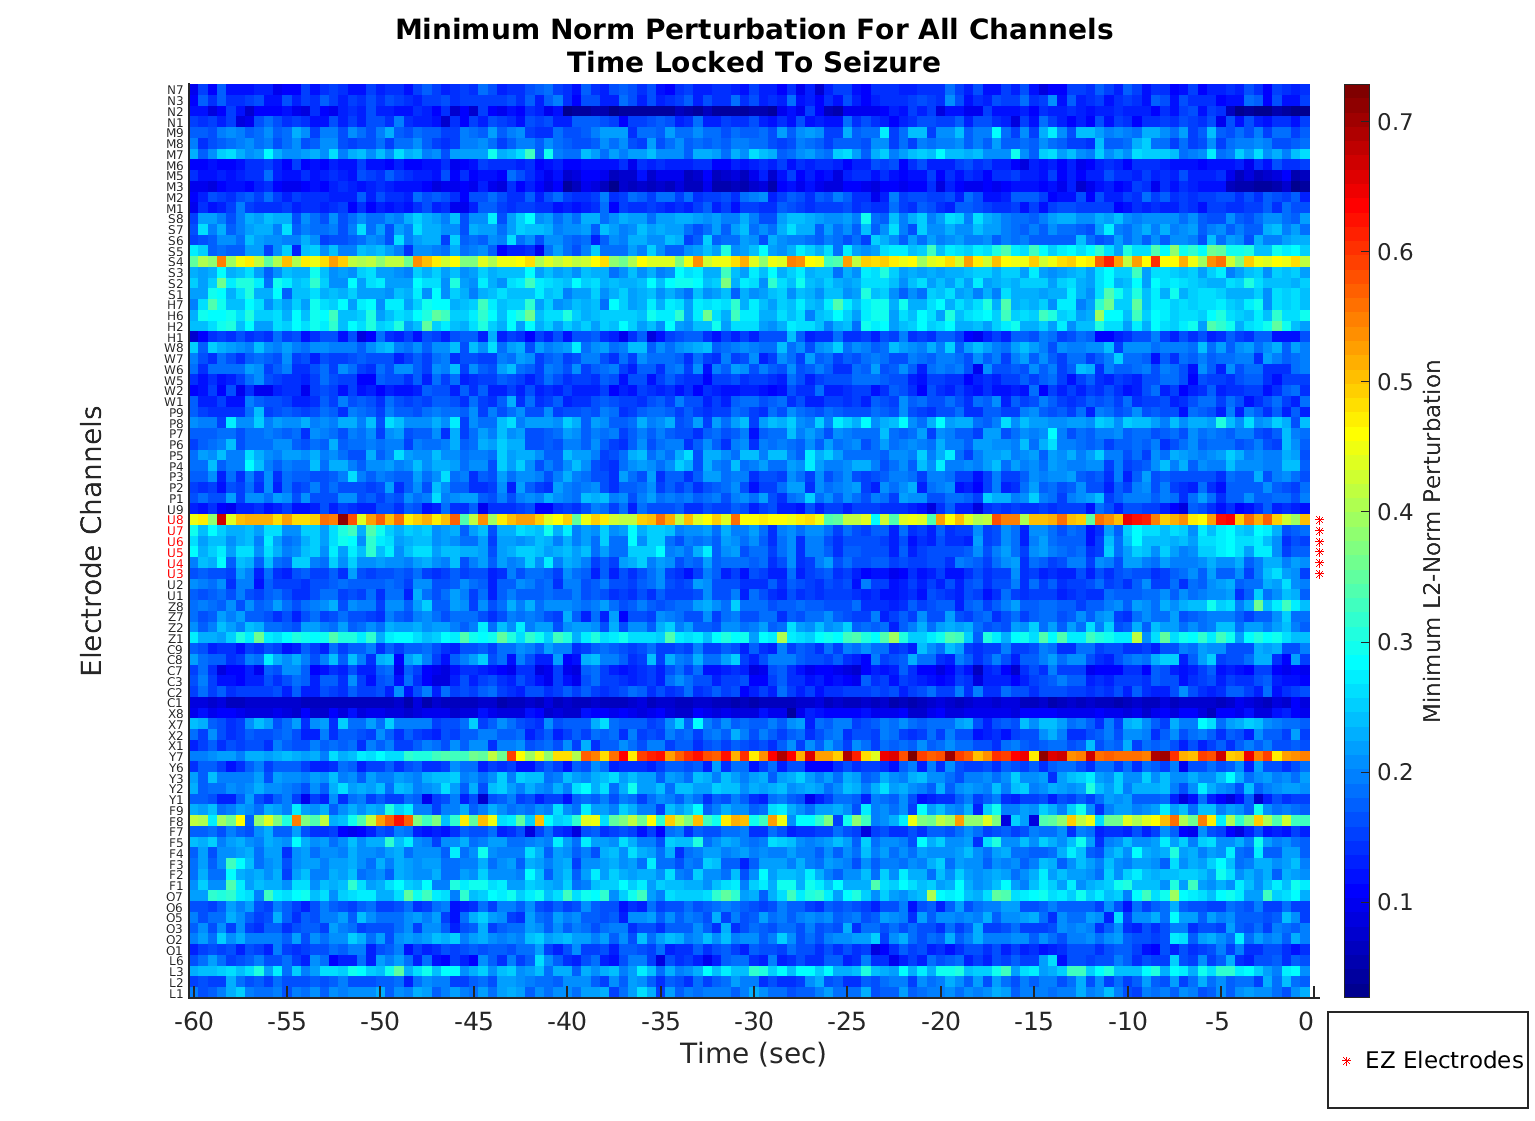 Minimum Norm Perturbation For All Channels
Time Locked To Seizure
Electrode Channels
N7
N3
N2
N1
M9
M8
M7
M6
M5
M3
M2
M1
S8
S7
S6
S5
S4
S3
S2
S1
H7
H6
H2
H1
W8
W7
W6
W5
W2
W1
P9
P8
P7
P6
P5
P4
P3
P2
P1
U9
U8
U7
U6
U5
U4
U3
U2
U1
Z8
Z7
Z2
Z1
C9
C8
C7
C3
C2
C1
X8
X7
X2
X1
Y7
Y6
Y3
Y2
Y1
F9
F8
F7
F5
F4
F3
F2
F1
O7
O6
O5
O3
O2
O1
L6
L3
L2
L1
-60 -55 -50 -45 -40 -35 -30 -25 -20 -15 -10 -5 0
Time (sec)
0.7
0.6
0.5
0.4
0.3
0.2
0.1
Minimum L2-Norm Perturbation
EZ Electrodes